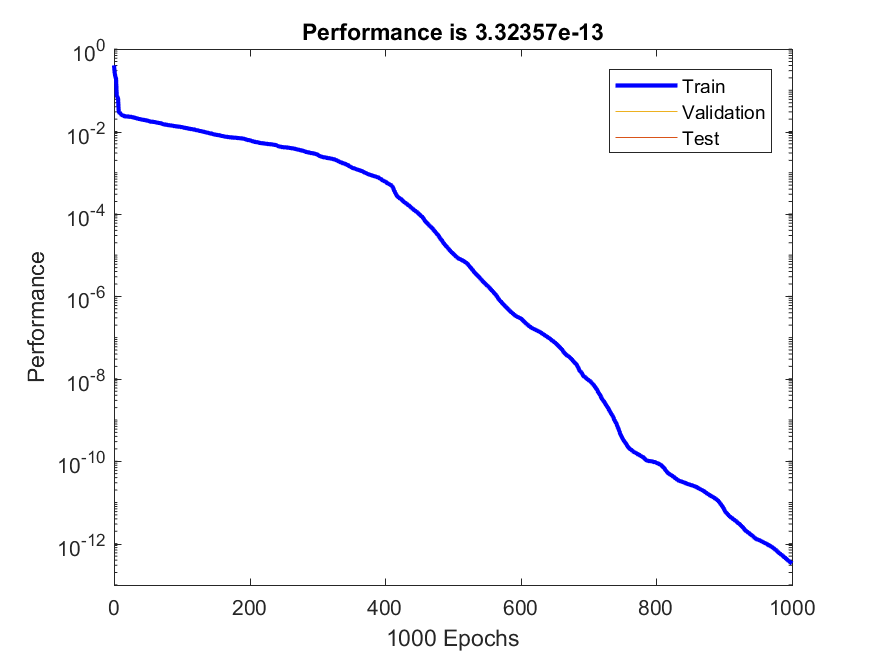 Performance is 3.32357e-13
10^0
10^-2
10^-4
10^-6
10^-8
10^-10
10^-12
Performance
Train
Validation
Test
0 200 400 600 800 1000
1000 Epochs